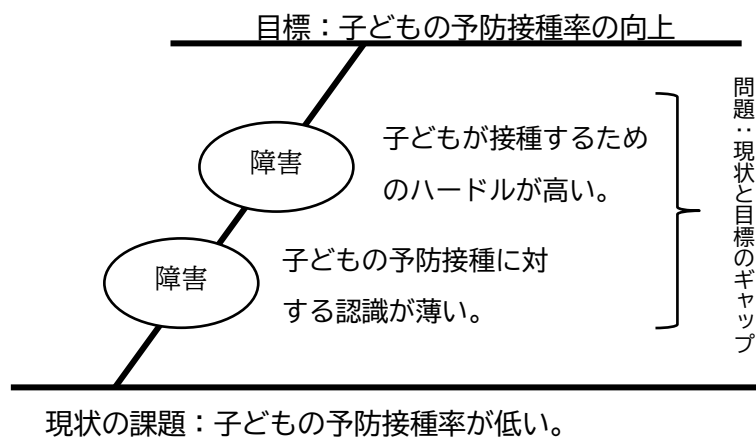 目標：子どもの予防接種率の向上
障害
子どもが接種するため
のハードルが高い。
障害
子どもの予防接種に対
する認識が薄い。
問題：現状と目標のギャップ
現状の課題：子どもの予防接種率が低い。